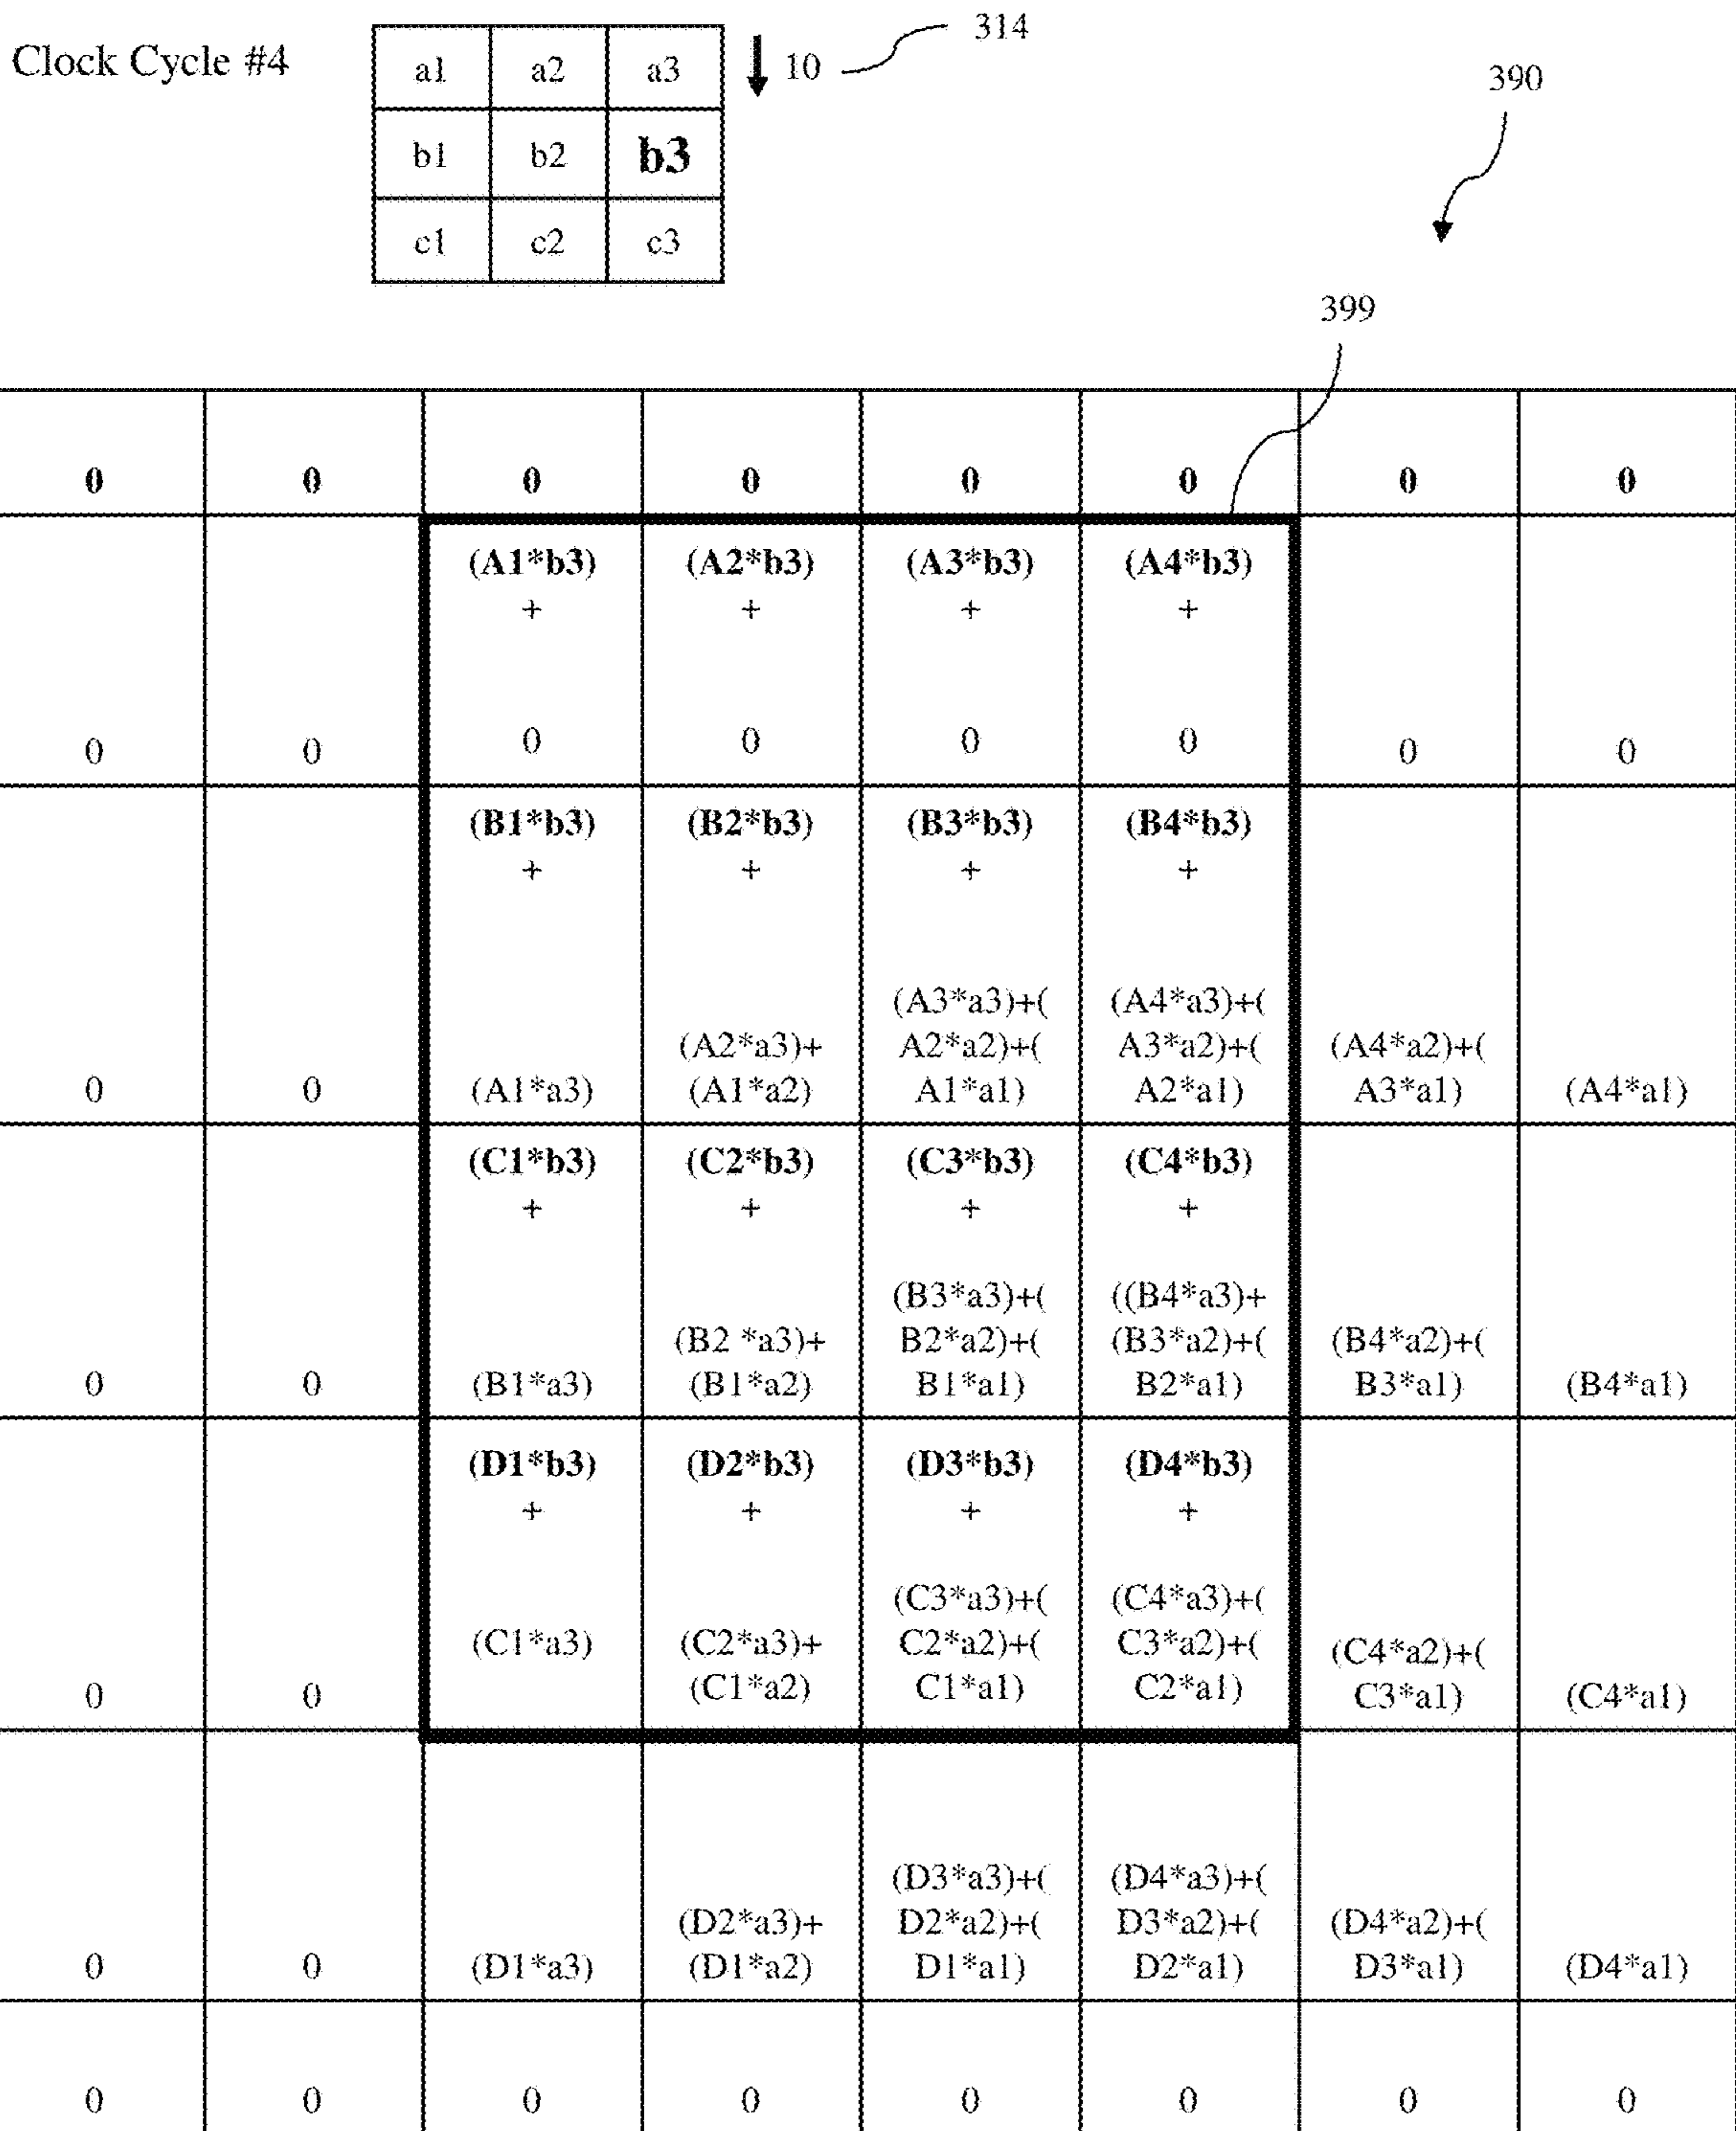 314
Clock Cycle #4
a1 a2 a3 10
390
b1 b2 b3
c1 c2 c3
399
0 0 0 0 0 0 0 0
(A1*b3) (A2*b3) (A3*b3) (A4*b3)
+ + + +
0 0 0 0 0 0 0 0
(B1*b3) (B2*b3) (B3*b3) (B4*b3)
+ + + +
(A3*a3)+( (A4*a3)+(
(A2*a3)+ A2*a2)+( A3*a2)+( (A4*a2)+(
0 0 (A1*a3) (A1*a2) A1*a1) A2*a1) A3*a1) (A4*a1)
(C1*b3) (C2*b3) (C3*b3) (C4*b3)
+ + + +
(B3*a3)+( ((B4*a3)+
(B2 *a3)+ B2*a2)+( (B3*a2)+( (B4*a2)+(
0 0 (B1*a3) (B1*a2) B1*a1) B2*a1) B3*a1) (B4*a1)
(D1*b3) (D2*b3) (D3*b3) (D4*b3)
+ + + +
(C3*a3)+( (C4*a3)+(
(C1*a3) (C2*a3)+ C2*a2)+( C3*a2)+( (C4*a2)+(
0 0 (C1*a2) C1*a1) C2*a1) C3*a1) (C4*a1)
(D3*a3)+( (D4*a3)+(
(D2*a3)+ D2*a2)+( D3*a2)+( (D4*a2)+(
0 0 (D1*a3) (D1*a2) D1*a1) D2*a1) D3*a1) (D4*a1)
0 0 0 0 0 0 0 0